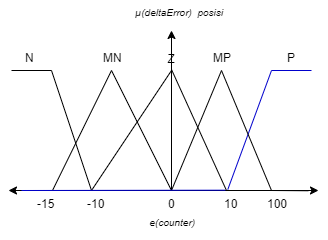 μ(deltaError) posisi
N MN Z MP P
-15 -10 0 10 100
e(counter)